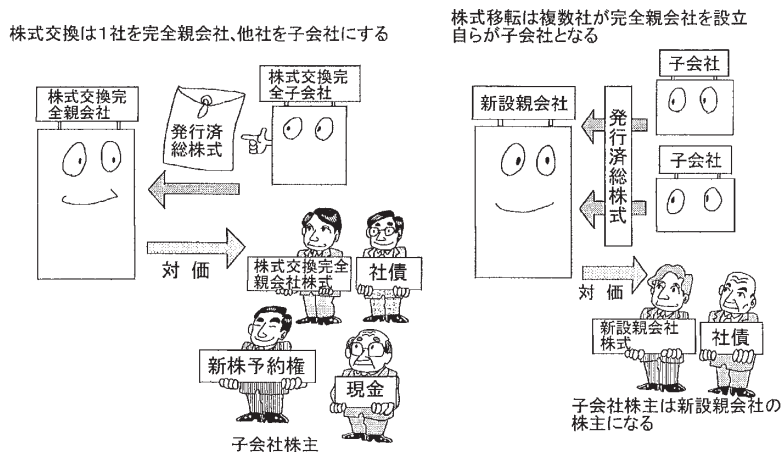 株式交換は1社を完全親会社、他社を子会社にする
株式交換完
全親会社
発行済
総株式
株式交換完
全子会社
対価
株式交換完全
親会社株式
社債
新株予約権
現金
子会社株主
株式移転は複数社が完全親会社を設立
自らが子会社となる
新設親会社
発行済総株式
子会社
子会社
対価
新設親会社
株式
社債
子会社株主は新設親会社の
株主になる